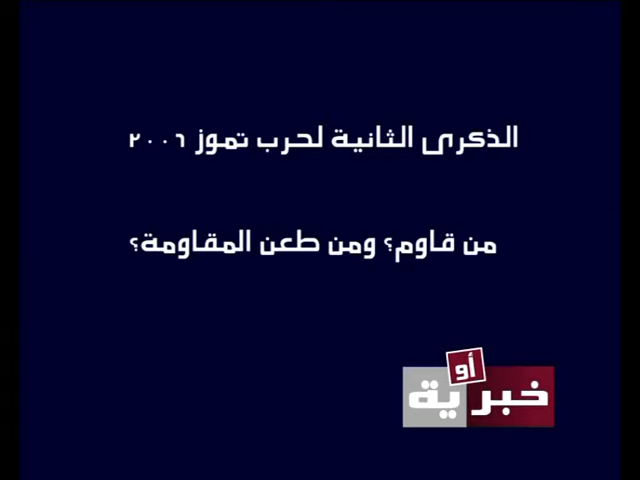 الذكرى الثانية لحرب تموز ٢٠٠٦
من قاوم؟ ومن طعن المقاومة؟
أو
خبرية